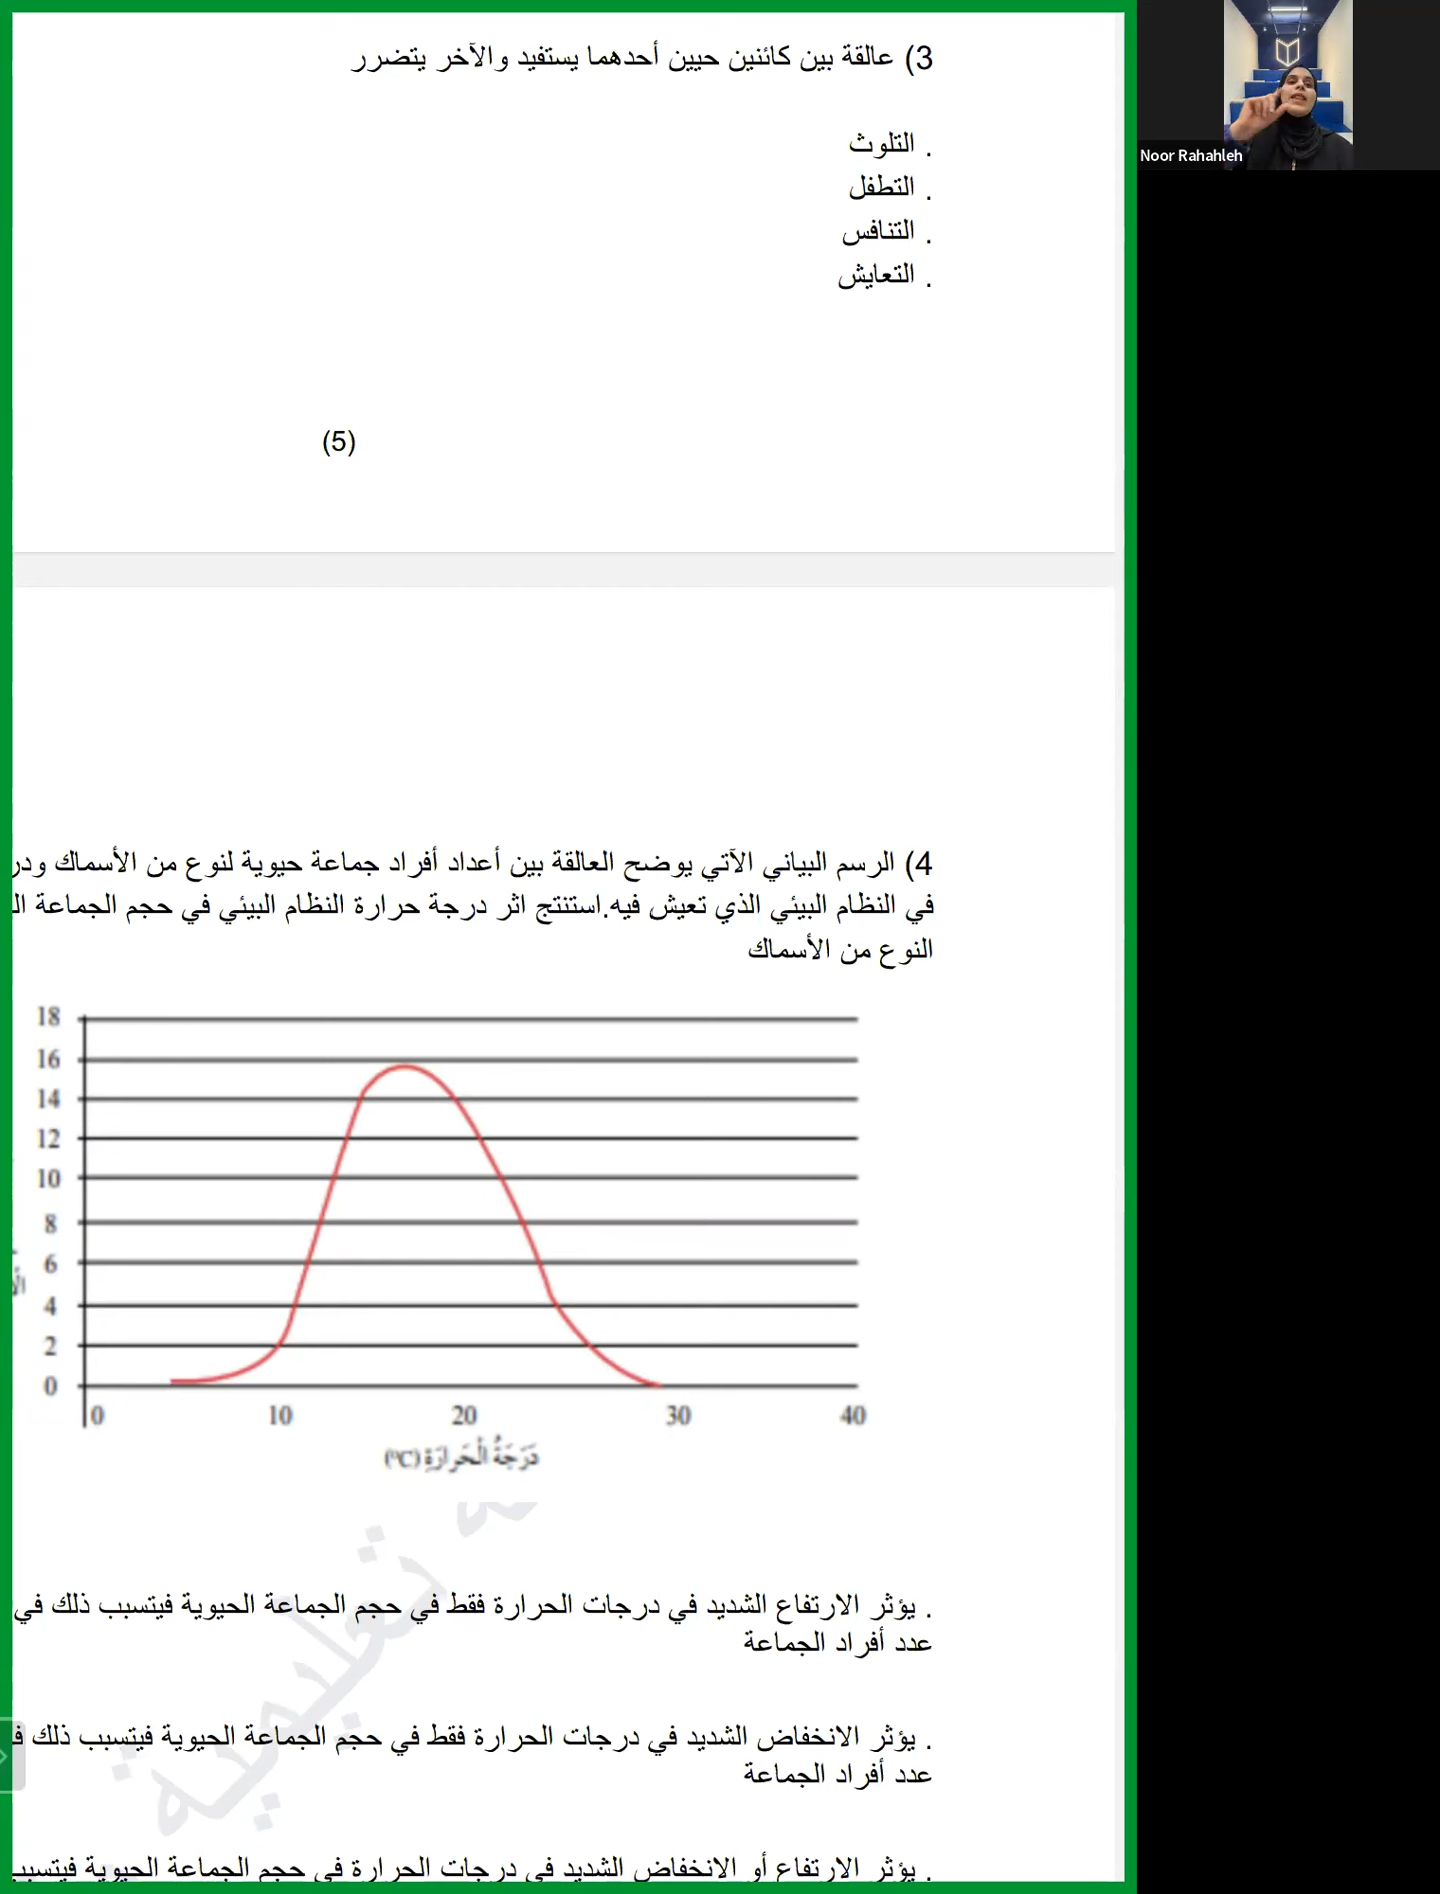 3) عالقة بين كائنين حيين أحدهما يستفيد والآخر يتضرر
. التلوث
. التطفل
. التنافس
. التعايش
(5)
4) الرسم البياني الآتي يوضح العالقة بين أعداد أفراد جماعة حيوية لنوع من الأسماك
في النظام البيئي الذي تعيش فيه.استنتج اثر درجة حرارة النظام البيئي في حجم الجماعة
النوع من الأسماك
18
16
14
12
10
8
6
4
2
0
0 10 20 30 40
دَرَجَةُ الْحَرارَةِ (°C)
تعليمية
. يؤثر الارتفاع الشديد في درجات الحرارة فقط في حجم الجماعة الحيوية فيتسبب ذلك في
عدد أفراد الجماعة
. يؤثر الانخفاض الشديد في درجات الحرارة فقط في حجم الجماعة الحيوية فيتسبب ذلك
عدد أفراد الجماعة
. يؤثر الارتفاع أو الانخفاض الشديد في درجات الحرارة في حجم الجماعة الحيوية فيتسبب
Noor Rahahleh